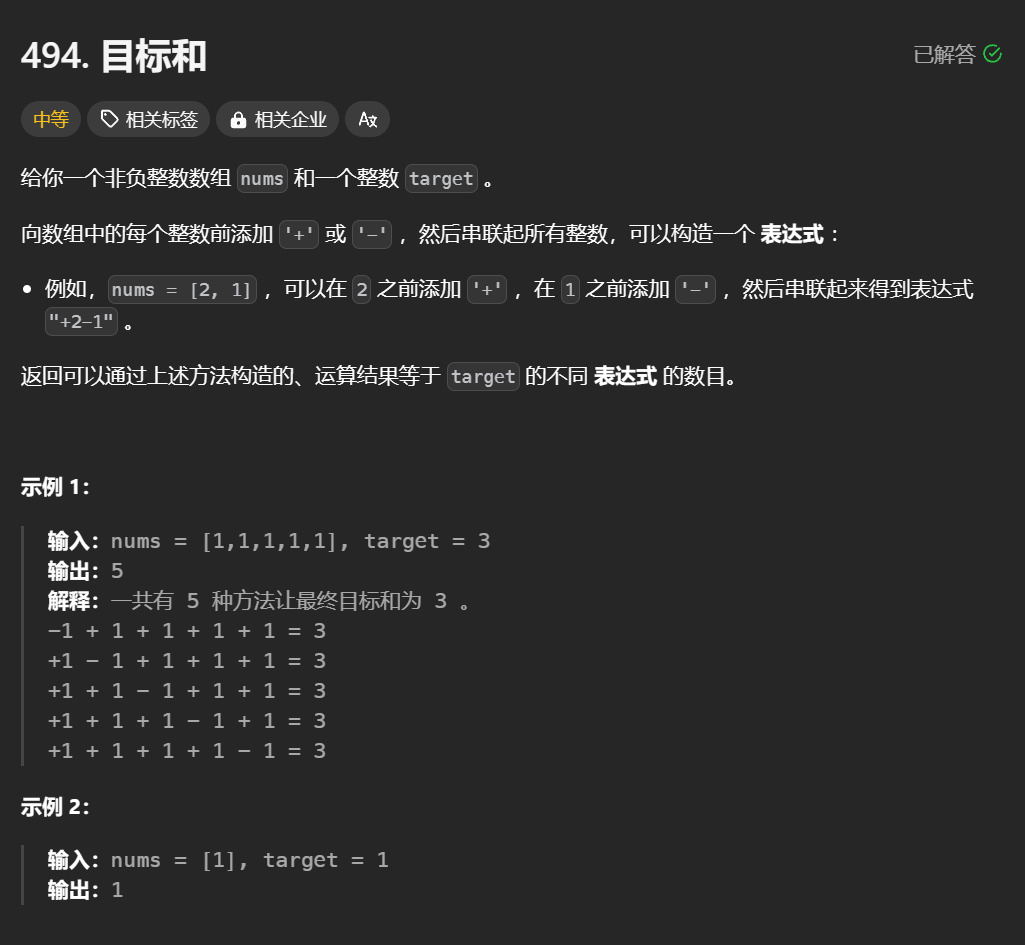 494. 目标和
已解答
中等 相关标签 相关企业
给你一个非负整数数组 nums 和一个整数 target 。
向数组中的每个整数前添加 '+' 或 '-' ，然后串联起所有整数，可以构造一个 表达式 ：
• 例如，nums = [2, 1] ，可以在 2 之前添加 '+' ，在 1 之前添加 '-' ，然后串联起来得到表达式
"+2-1" 。
返回可以通过上述方法构造的、运算结果等于 target 的不同 表达式 的数目。
示例 1：
输入：nums = [1,1,1,1,1], target = 3
输出：5
解释：一共有 5 种方法让最终目标和为 3 。
-1 + 1 + 1 + 1 + 1 = 3
+1 - 1 + 1 + 1 + 1 = 3
+1 + 1 - 1 + 1 + 1 = 3
+1 + 1 + 1 - 1 + 1 = 3
+1 + 1 + 1 + 1 - 1 = 3
示例 2：
输入：nums = [1], target = 1
输出：1